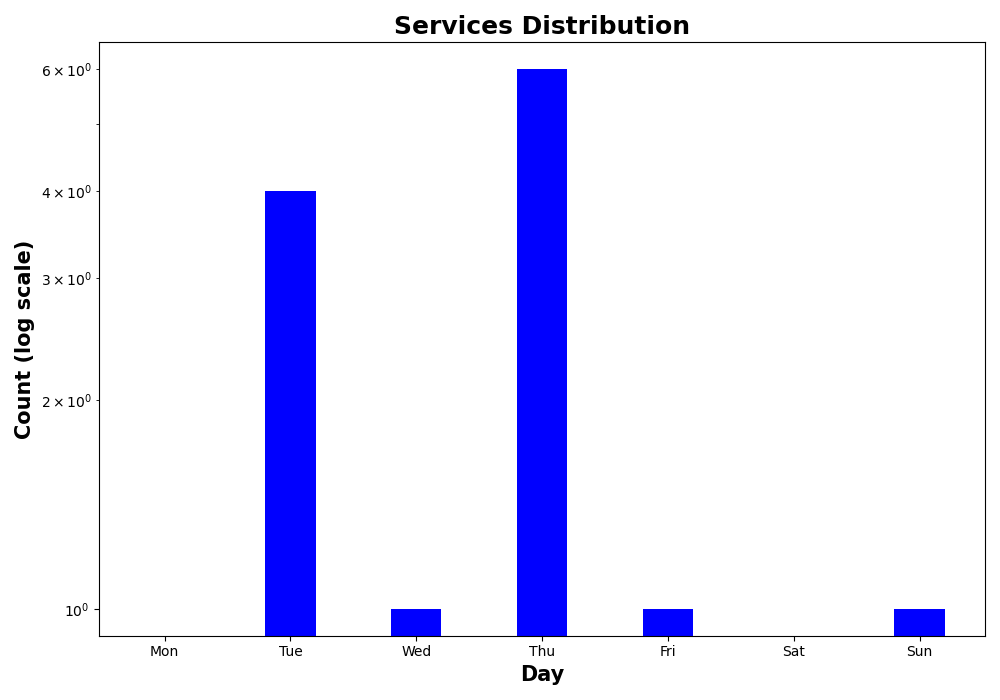 Services Distribution
Count (log scale)
6 × 10⁰
4 × 10⁰
3 × 10⁰
2 × 10⁰
10⁰
Mon Tue Wed Thu Fri Sat Sun
Day